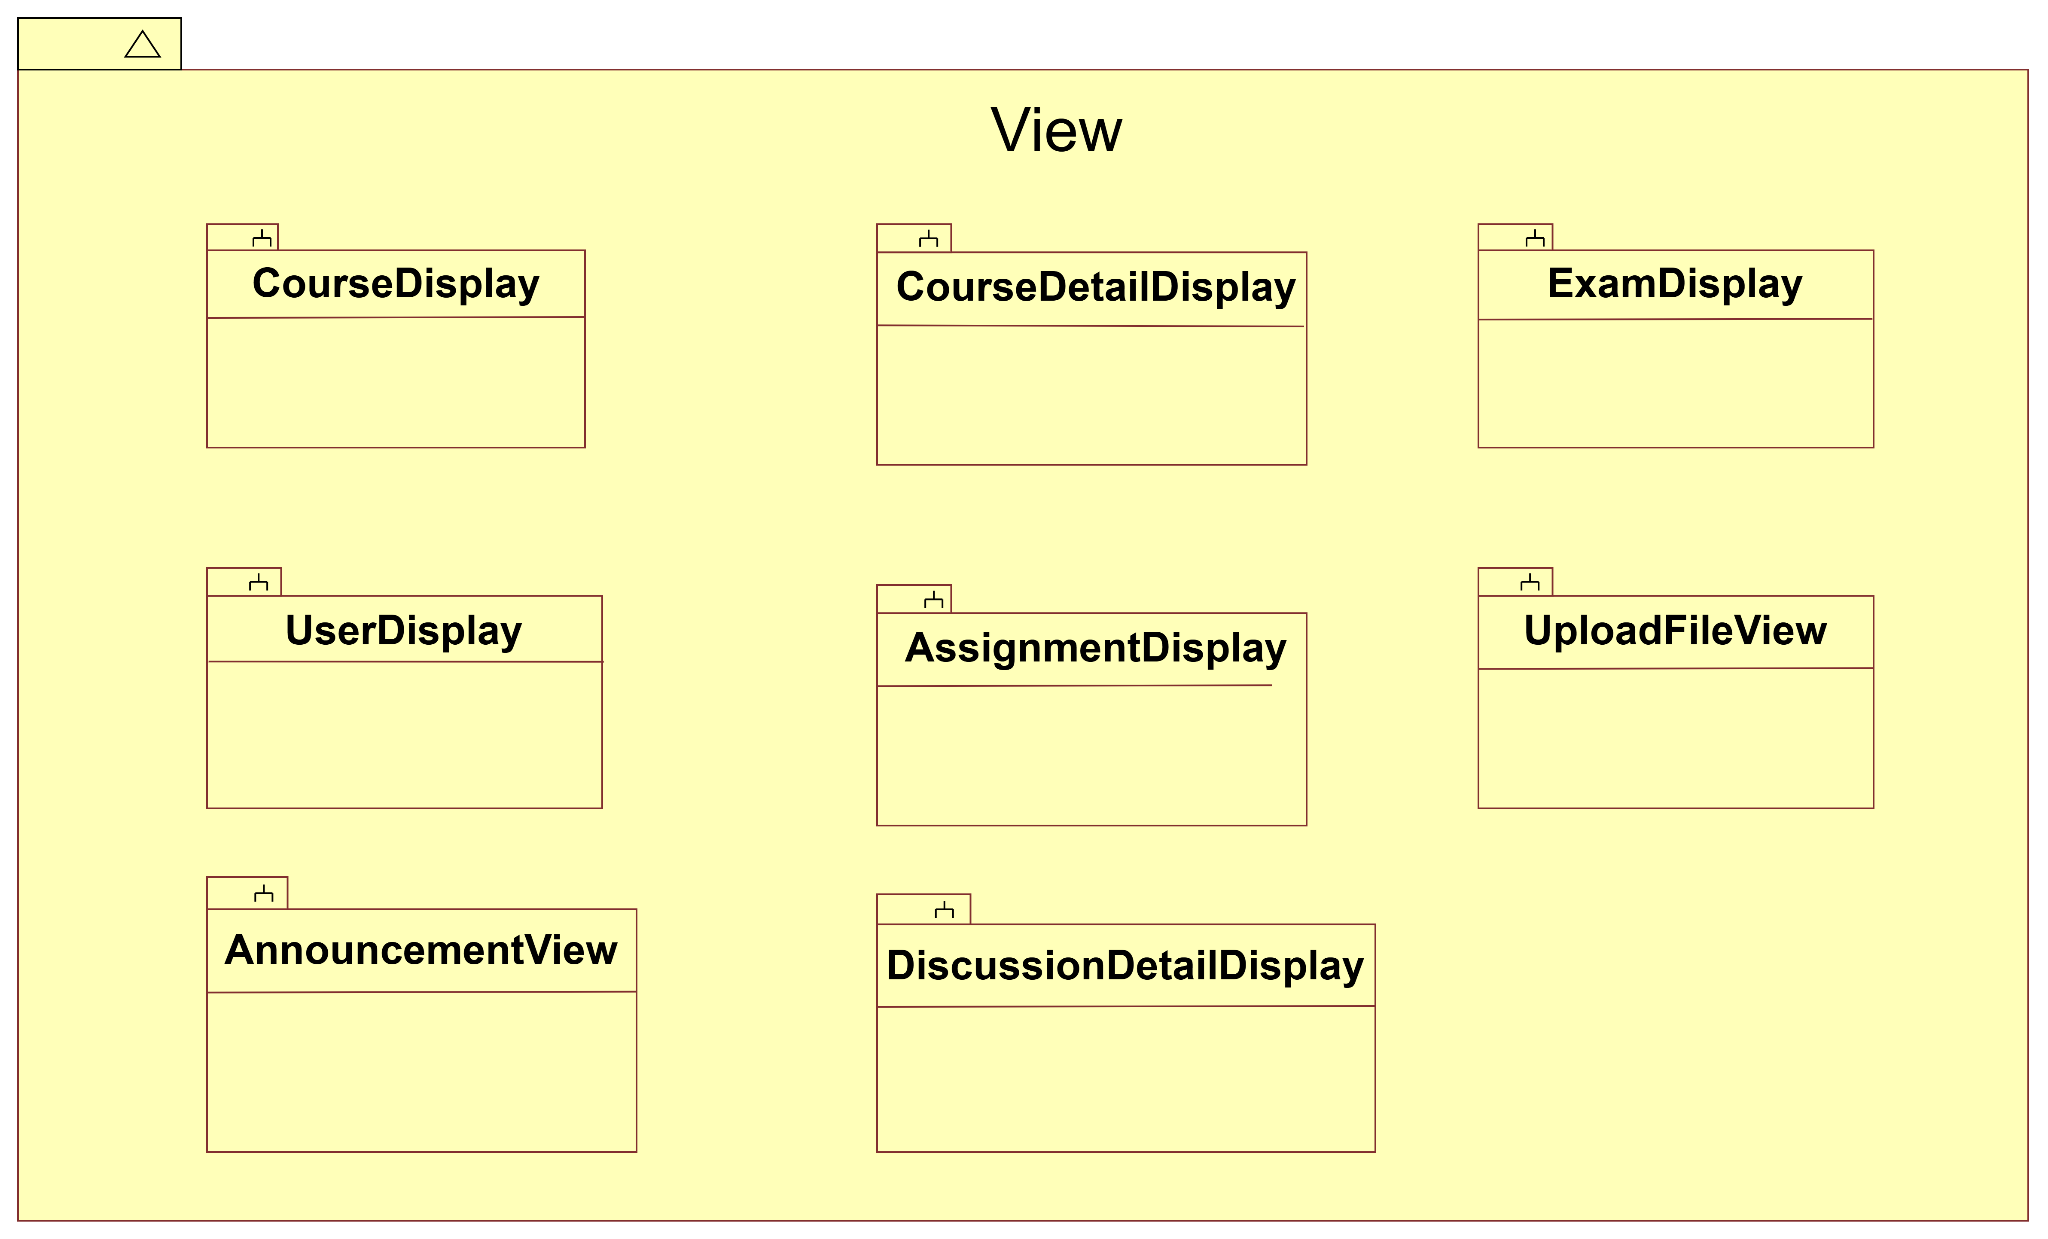 View
CourseDisplay
CourseDetailDisplay
ExamDisplay
UserDisplay
AssignmentDisplay
UploadFileView
AnnouncementView
DiscussionDetailDisplay